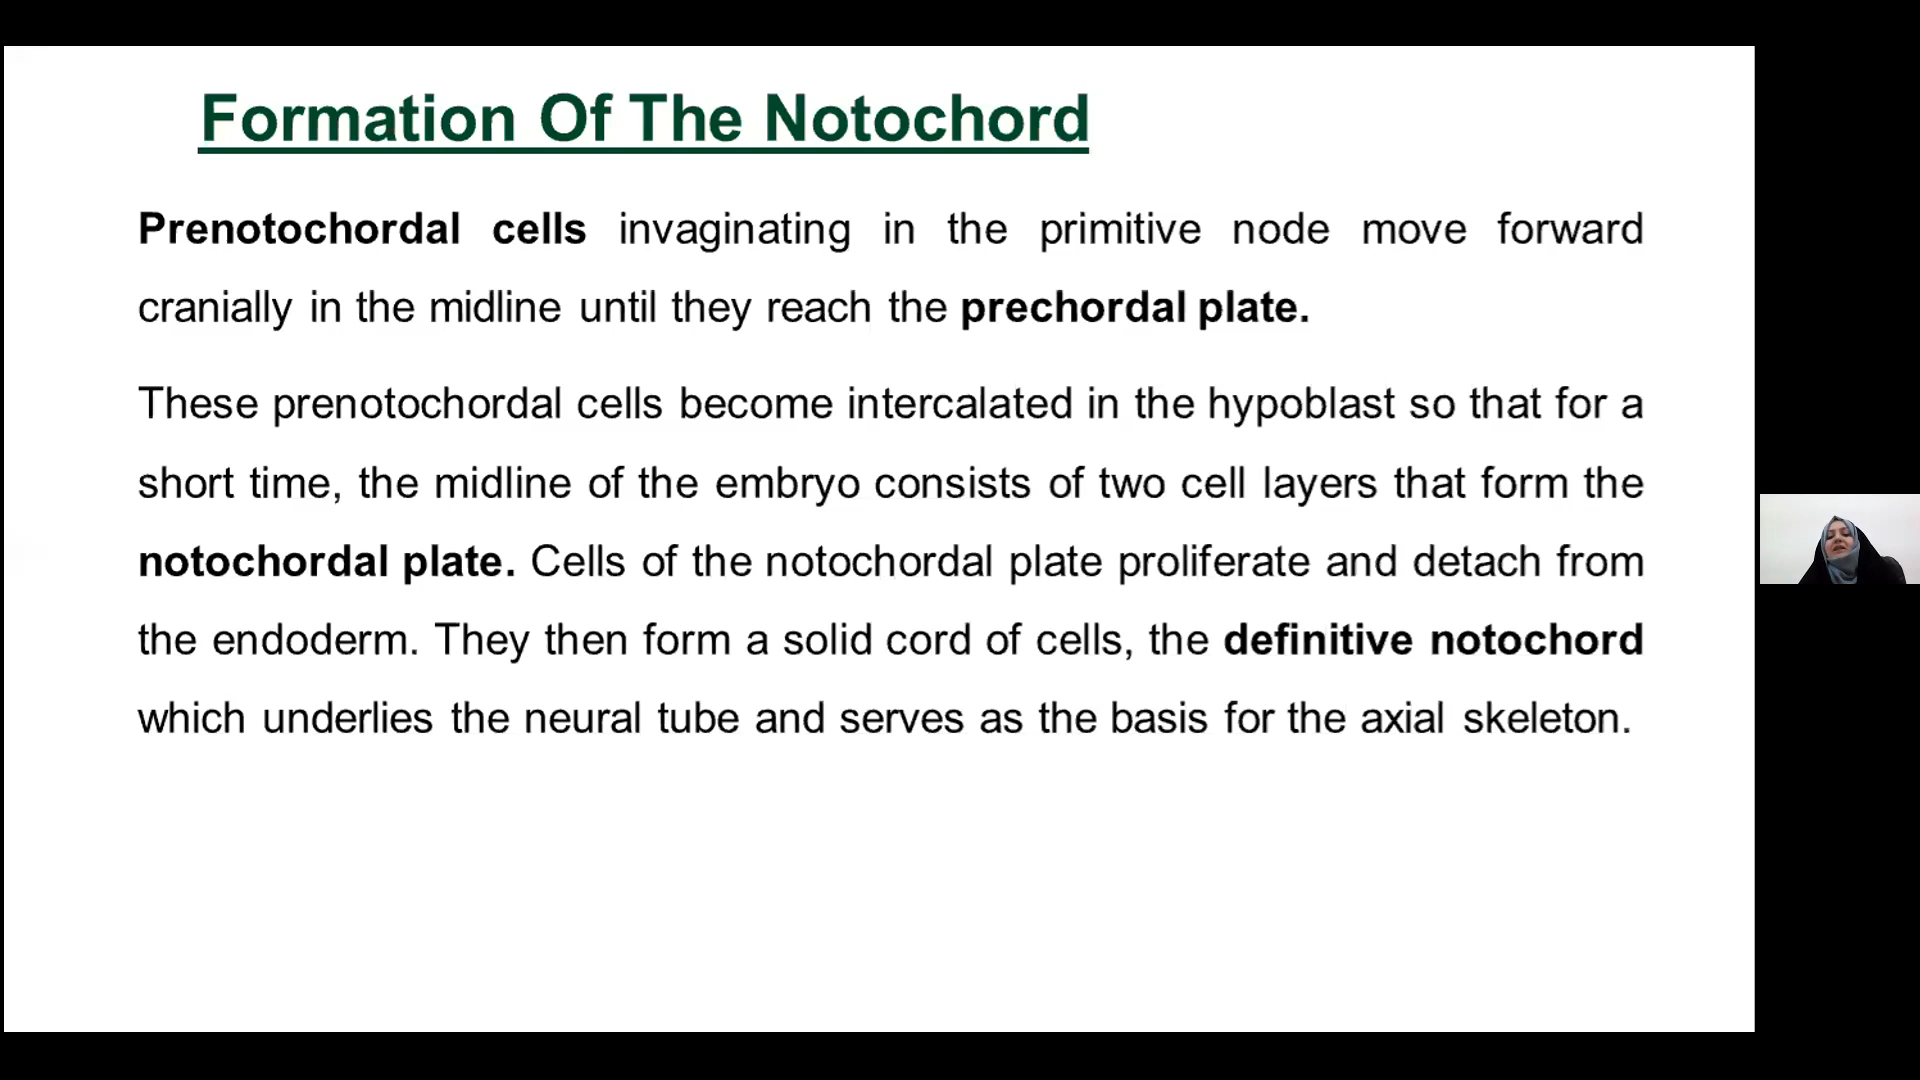 Formation Of The Notochord
Prenotochordal cells invaginating in the primitive node move forward
cranially in the midline until they reach the prechordal plate.
These prenotochordal cells become intercalated in the hypoblast so that for a
short time, the midline of the embryo consists of two cell layers that form the
notochordal plate. Cells of the notochordal plate proliferate and detach from
the endoderm. They then form a solid cord of cells, the definitive notochord
which underlies the neural tube and serves as the basis for the axial skeleton.